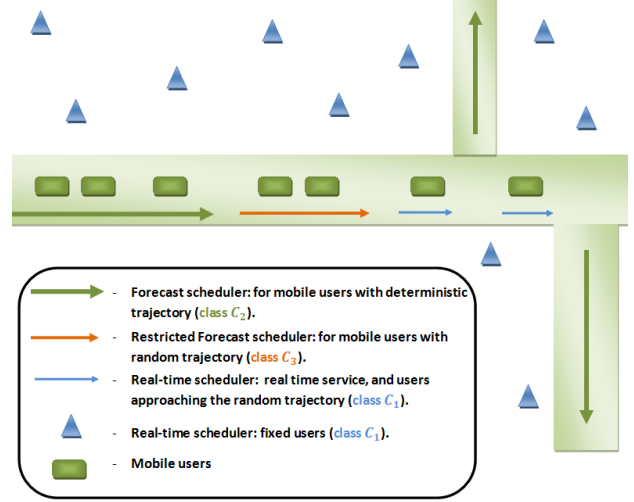 - Forecast scheduler: for mobile users with deterministic
trajectory (class C₂).
- Restricted Forecast scheduler: for mobile users with
random trajectory (class C₃).
- Real-time scheduler: real time service, and users
approaching the random trajectory (class C₁).
- Real-time scheduler: fixed users (class C₁).
- Mobile users